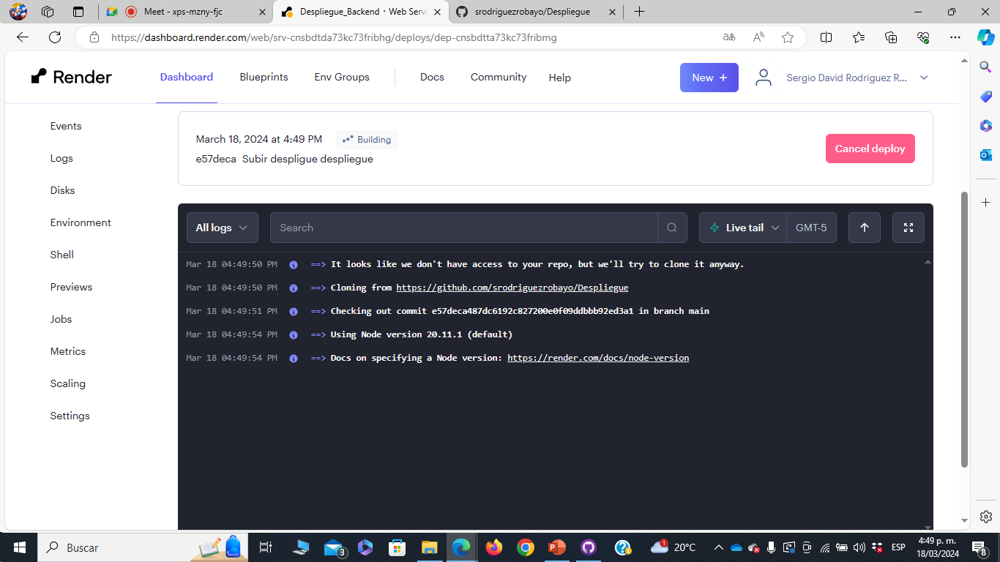 Meet - xps-mzny-fjc
Despliegue_Backend · Web Servi
srodriguezrobayo/Despliegue
https://dashboard.render.com/web/srv-cnsbdtda73kc73fribhg/deploys/dep-cnsbdtta73kc73fribmg
Render
Dashboard
Blueprints
Env Groups
Docs
Community
Help
New +
Sergio David Rodriguez R...
Events
Logs
Disks
Environment
Shell
Previews
Jobs
Metrics
Scaling
Settings
March 18, 2024 at 4:49 PM Building
e57deca Subir despligue despliegue
Cancel deploy
All logs
Search
Live tail
GMT-5
Mar 18 04:49:50 PM ==> It looks like we don't have access to your repo, but we'll try to clone it anyway.
Mar 18 04:49:50 PM ==> Cloning from https://github.com/srodriguezrobayo/Despliegue
Mar 18 04:49:51 PM ==> Checking out commit e57deca487dc6192c827200e0f09ddbbb92ed3a1 in branch main
Mar 18 04:49:54 PM ==> Using Node version 20.11.1 (default)
Mar 18 04:49:54 PM ==> Docs on specifying a Node version: https://render.com/docs/node-version
Buscar
3
1
20°C
ESP
4:49 p. m.
18/03/2024
8